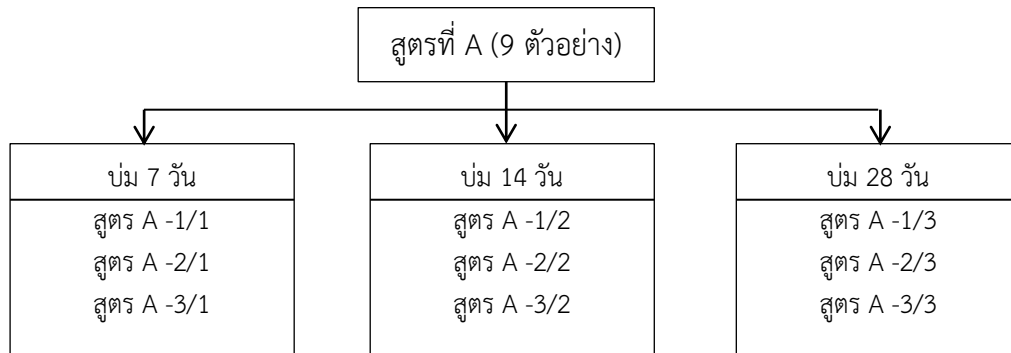 สูตรที่ A (9 ตัวอย่าง)
บ่ม 7 วัน
สูตร A -1/1
สูตร A -2/1
สูตร A -3/1
บ่ม 14 วัน
สูตร A -1/2
สูตร A -2/2
สูตร A -3/2
บ่ม 28 วัน
สูตร A -1/3
สูตร A -2/3
สูตร A -3/3